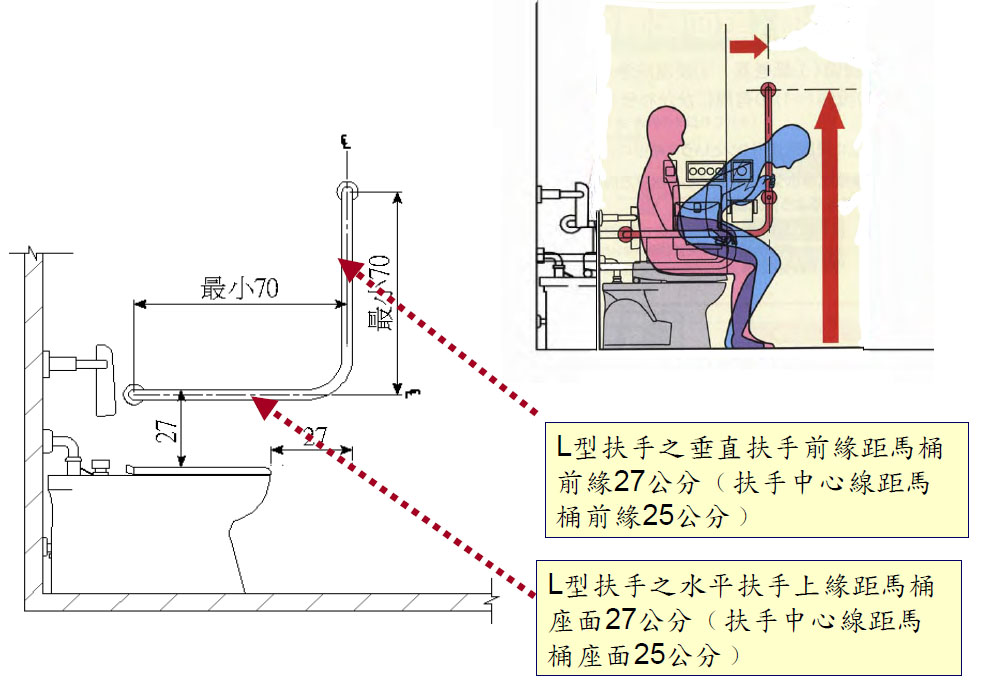 ℄
最小70
最小70
27
27
L型扶手之垂直扶手前緣距馬桶
前緣27公分（扶手中心線距馬
桶前緣25公分）
L型扶手之水平扶手上緣距馬桶
座面27公分（扶手中心線距馬
桶座面25公分）